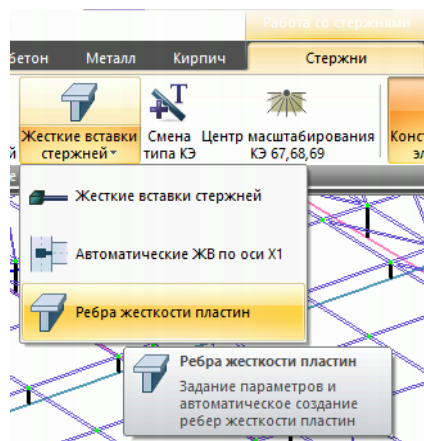 Работа со стержнями
бетон Металл Кирпич Стержни
Жесткие вставки стержней
Смена типа КЭ
Центр масштабирования КЭ 67,68,69
Жесткие вставки стержней
Автоматические ЖВ по оси X1
Ребра жесткости пластин
Ребра жесткости пластин
Задание параметров и
автоматическое создание
ребер жесткости пластин